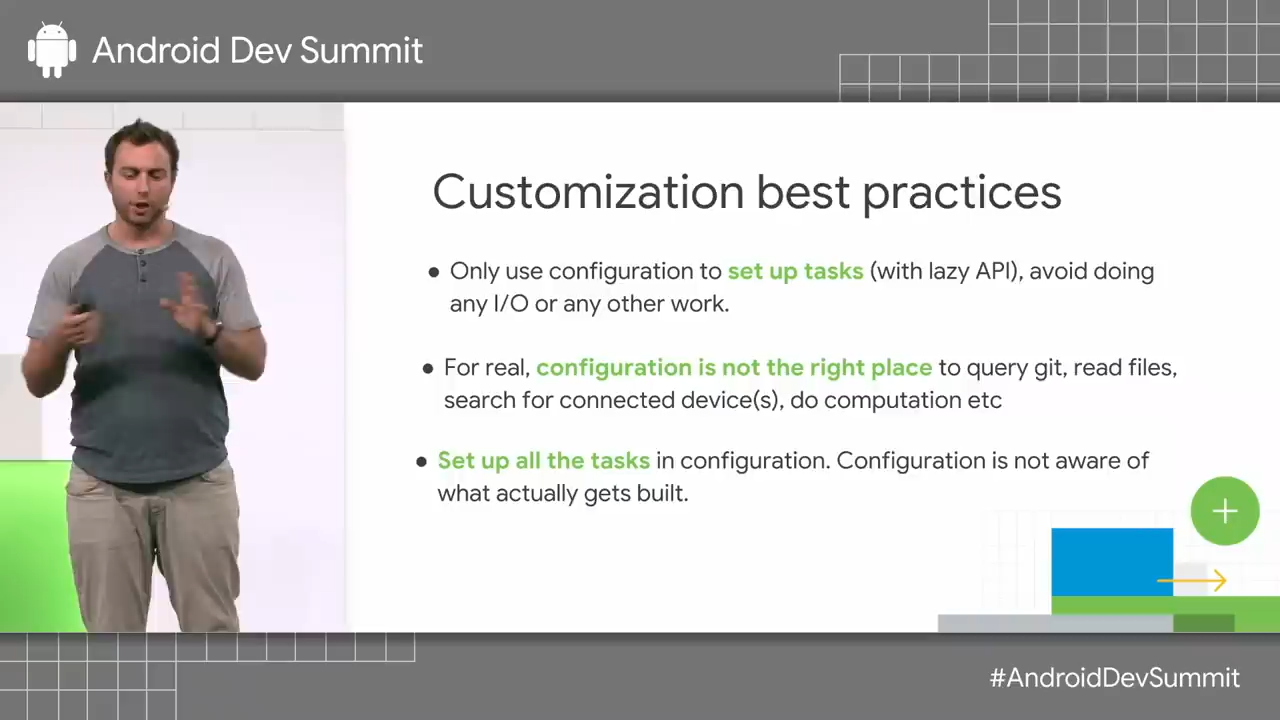 Android Dev Summit
Customization best practices
● Only use configuration to set up tasks (with lazy API), avoid doing
any I/O or any other work.
● For real, configuration is not the right place to query git, read files,
search for connected device(s), do computation etc
● Set up all the tasks in configuration. Configuration is not aware of
what actually gets built.
#AndroidDevSummit